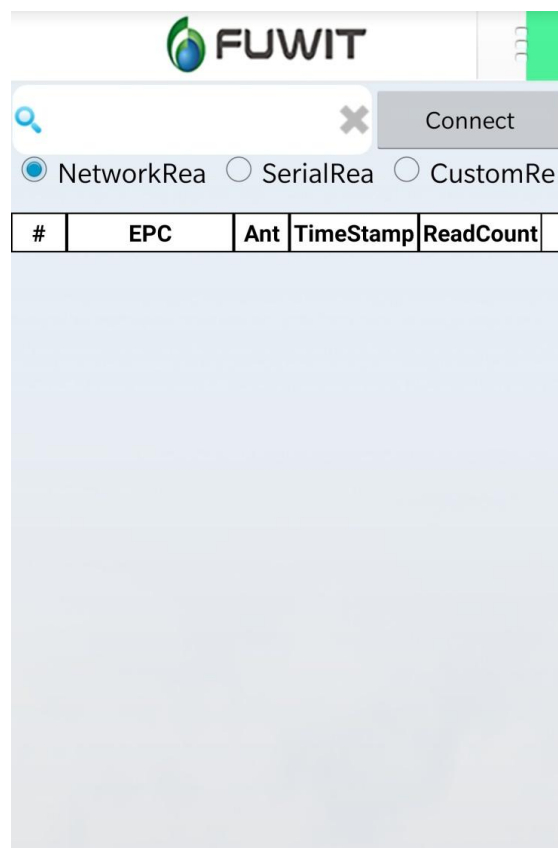 FUWIT
Connect
NetworkRea SerialRea CustomRe
# EPC Ant TimeStamp ReadCount